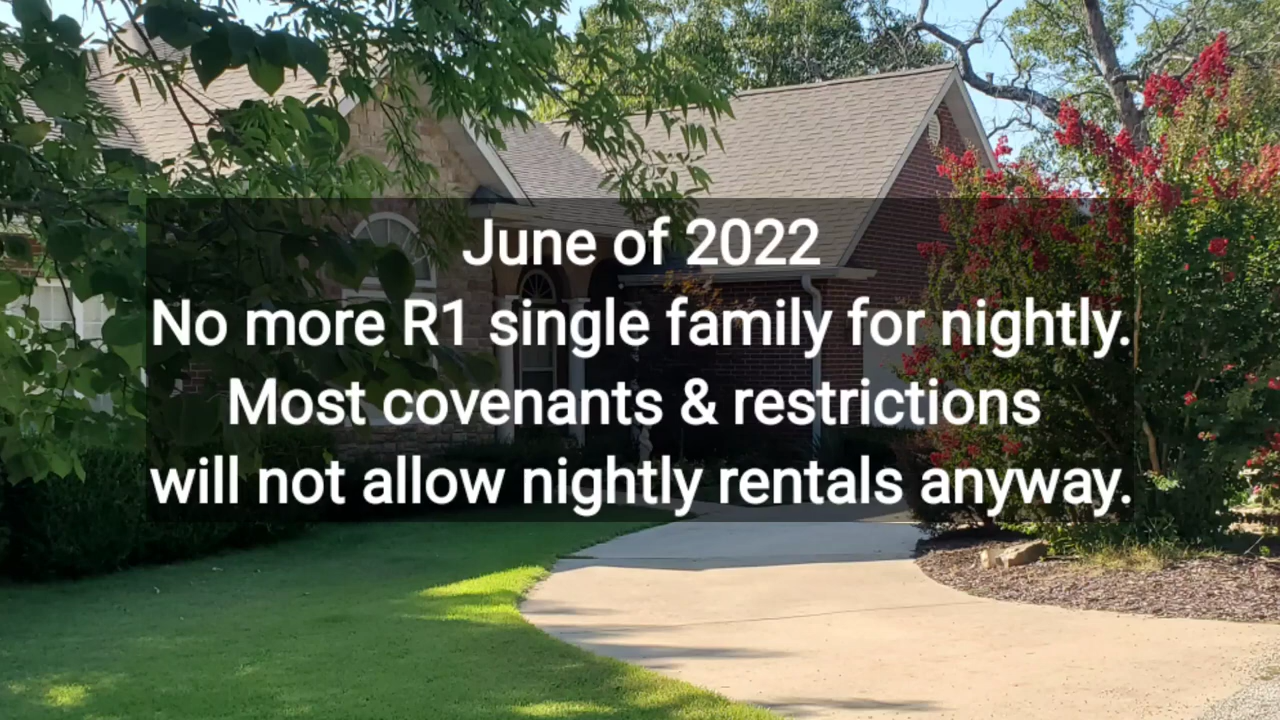 June of 2022
No more R1 single family for nightly.
Most covenants & restrictions
will not allow nightly rentals anyway.